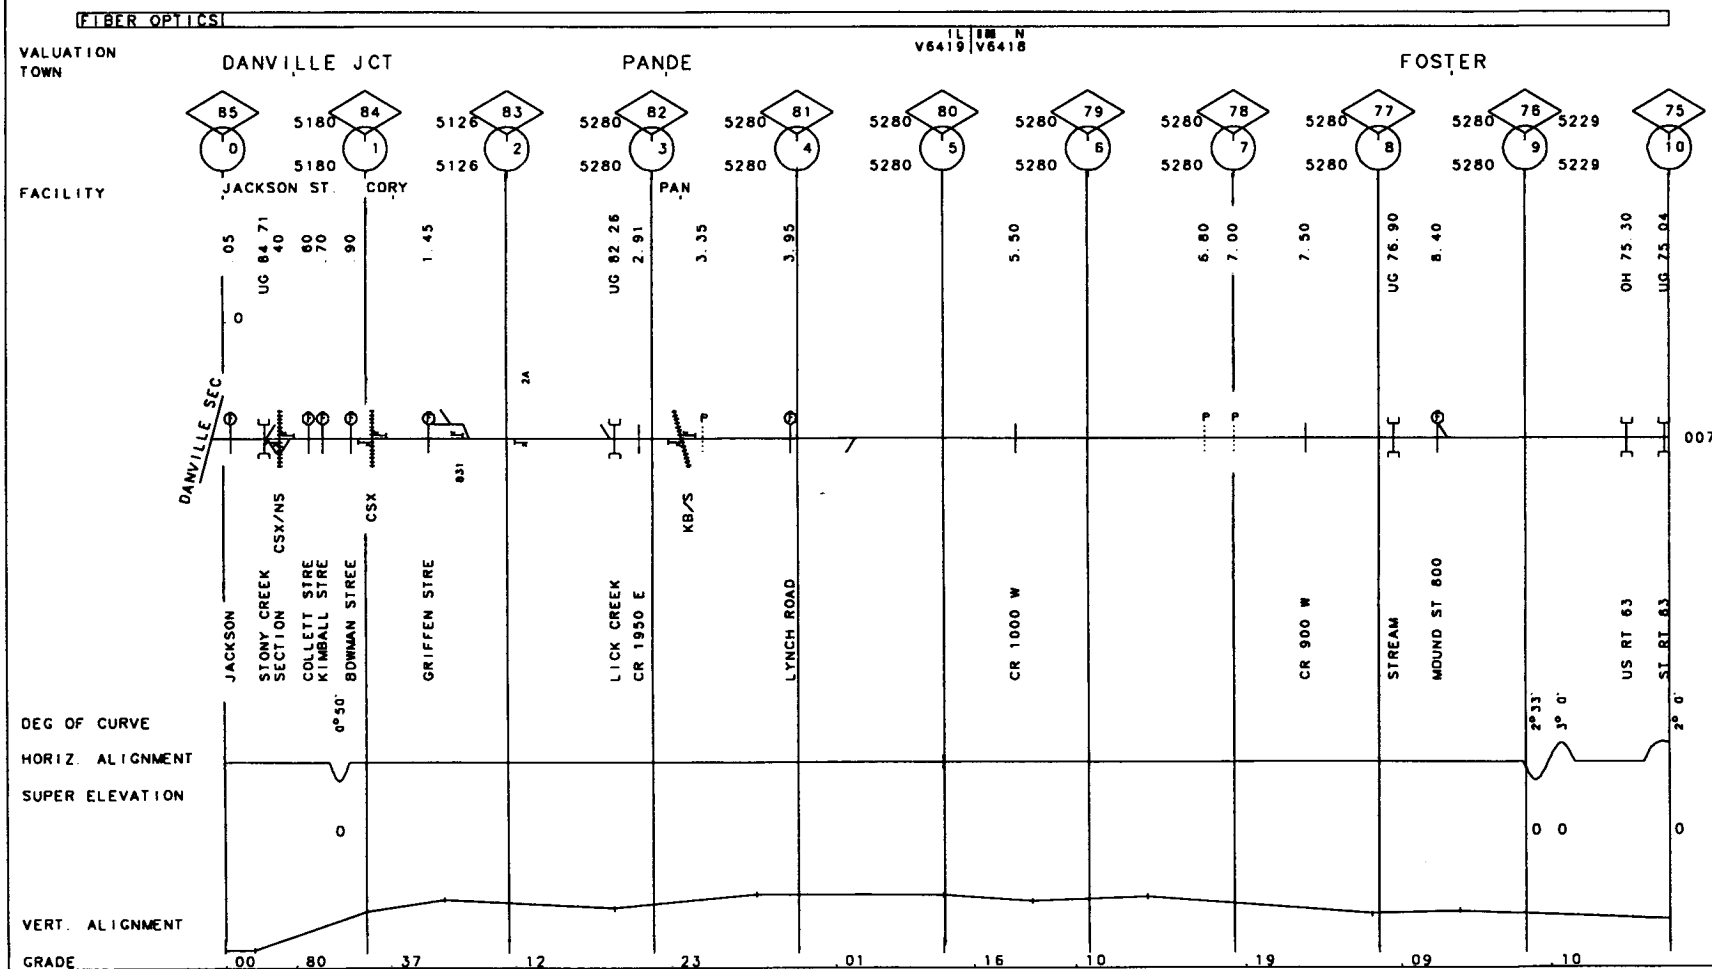 FIBER OPTICS
IL IN
V6419 V6418
VALUATION
TOWN
DANVILLE JCT PANDE FOSTER
85 84 83 82 81 80 79 78 77 76 75
5180 5126 5280 5280 5280 5280 5280 5280 5280 5229
0 1 2 3 4 5 6 7 8 9 10
5180 5126 5280 5280 5280 5280 5280 5280 5280 5229
FACILITY
JACKSON ST. CORY PAN
.05
UG 84.71
.40
.60
.70
.90
1.45
UG 82.26
2.91
3.35
3.95
5.50
6.80
7.00
7.50
UG 76.90
8.40
OH 75.30
UG 75.04
0
2A
DANVILLE SEC
P P P
007
831
CSX/NS
CSX
KB/S
JACKSON
STONY CREEK
SECTION
COLLETT STRE
KIMBALL STRE
BOWMAN STREE
GRIFFEN STRE
LICK CREEK
CR 1950 E
LYNCH ROAD
CR 1000 W
CR 900 W
STREAM
MOUND ST 800
US RT 63
ST RT 63
DEG OF CURVE
0°50' 2°33' 3° 0' 2° 0'
HORIZ. ALIGNMENT
SUPER ELEVATION
0 0 0 0
VERT. ALIGNMENT
GRADE .00 .80 .37 .12 .23 .01 .16 .10 .19 .09 .10